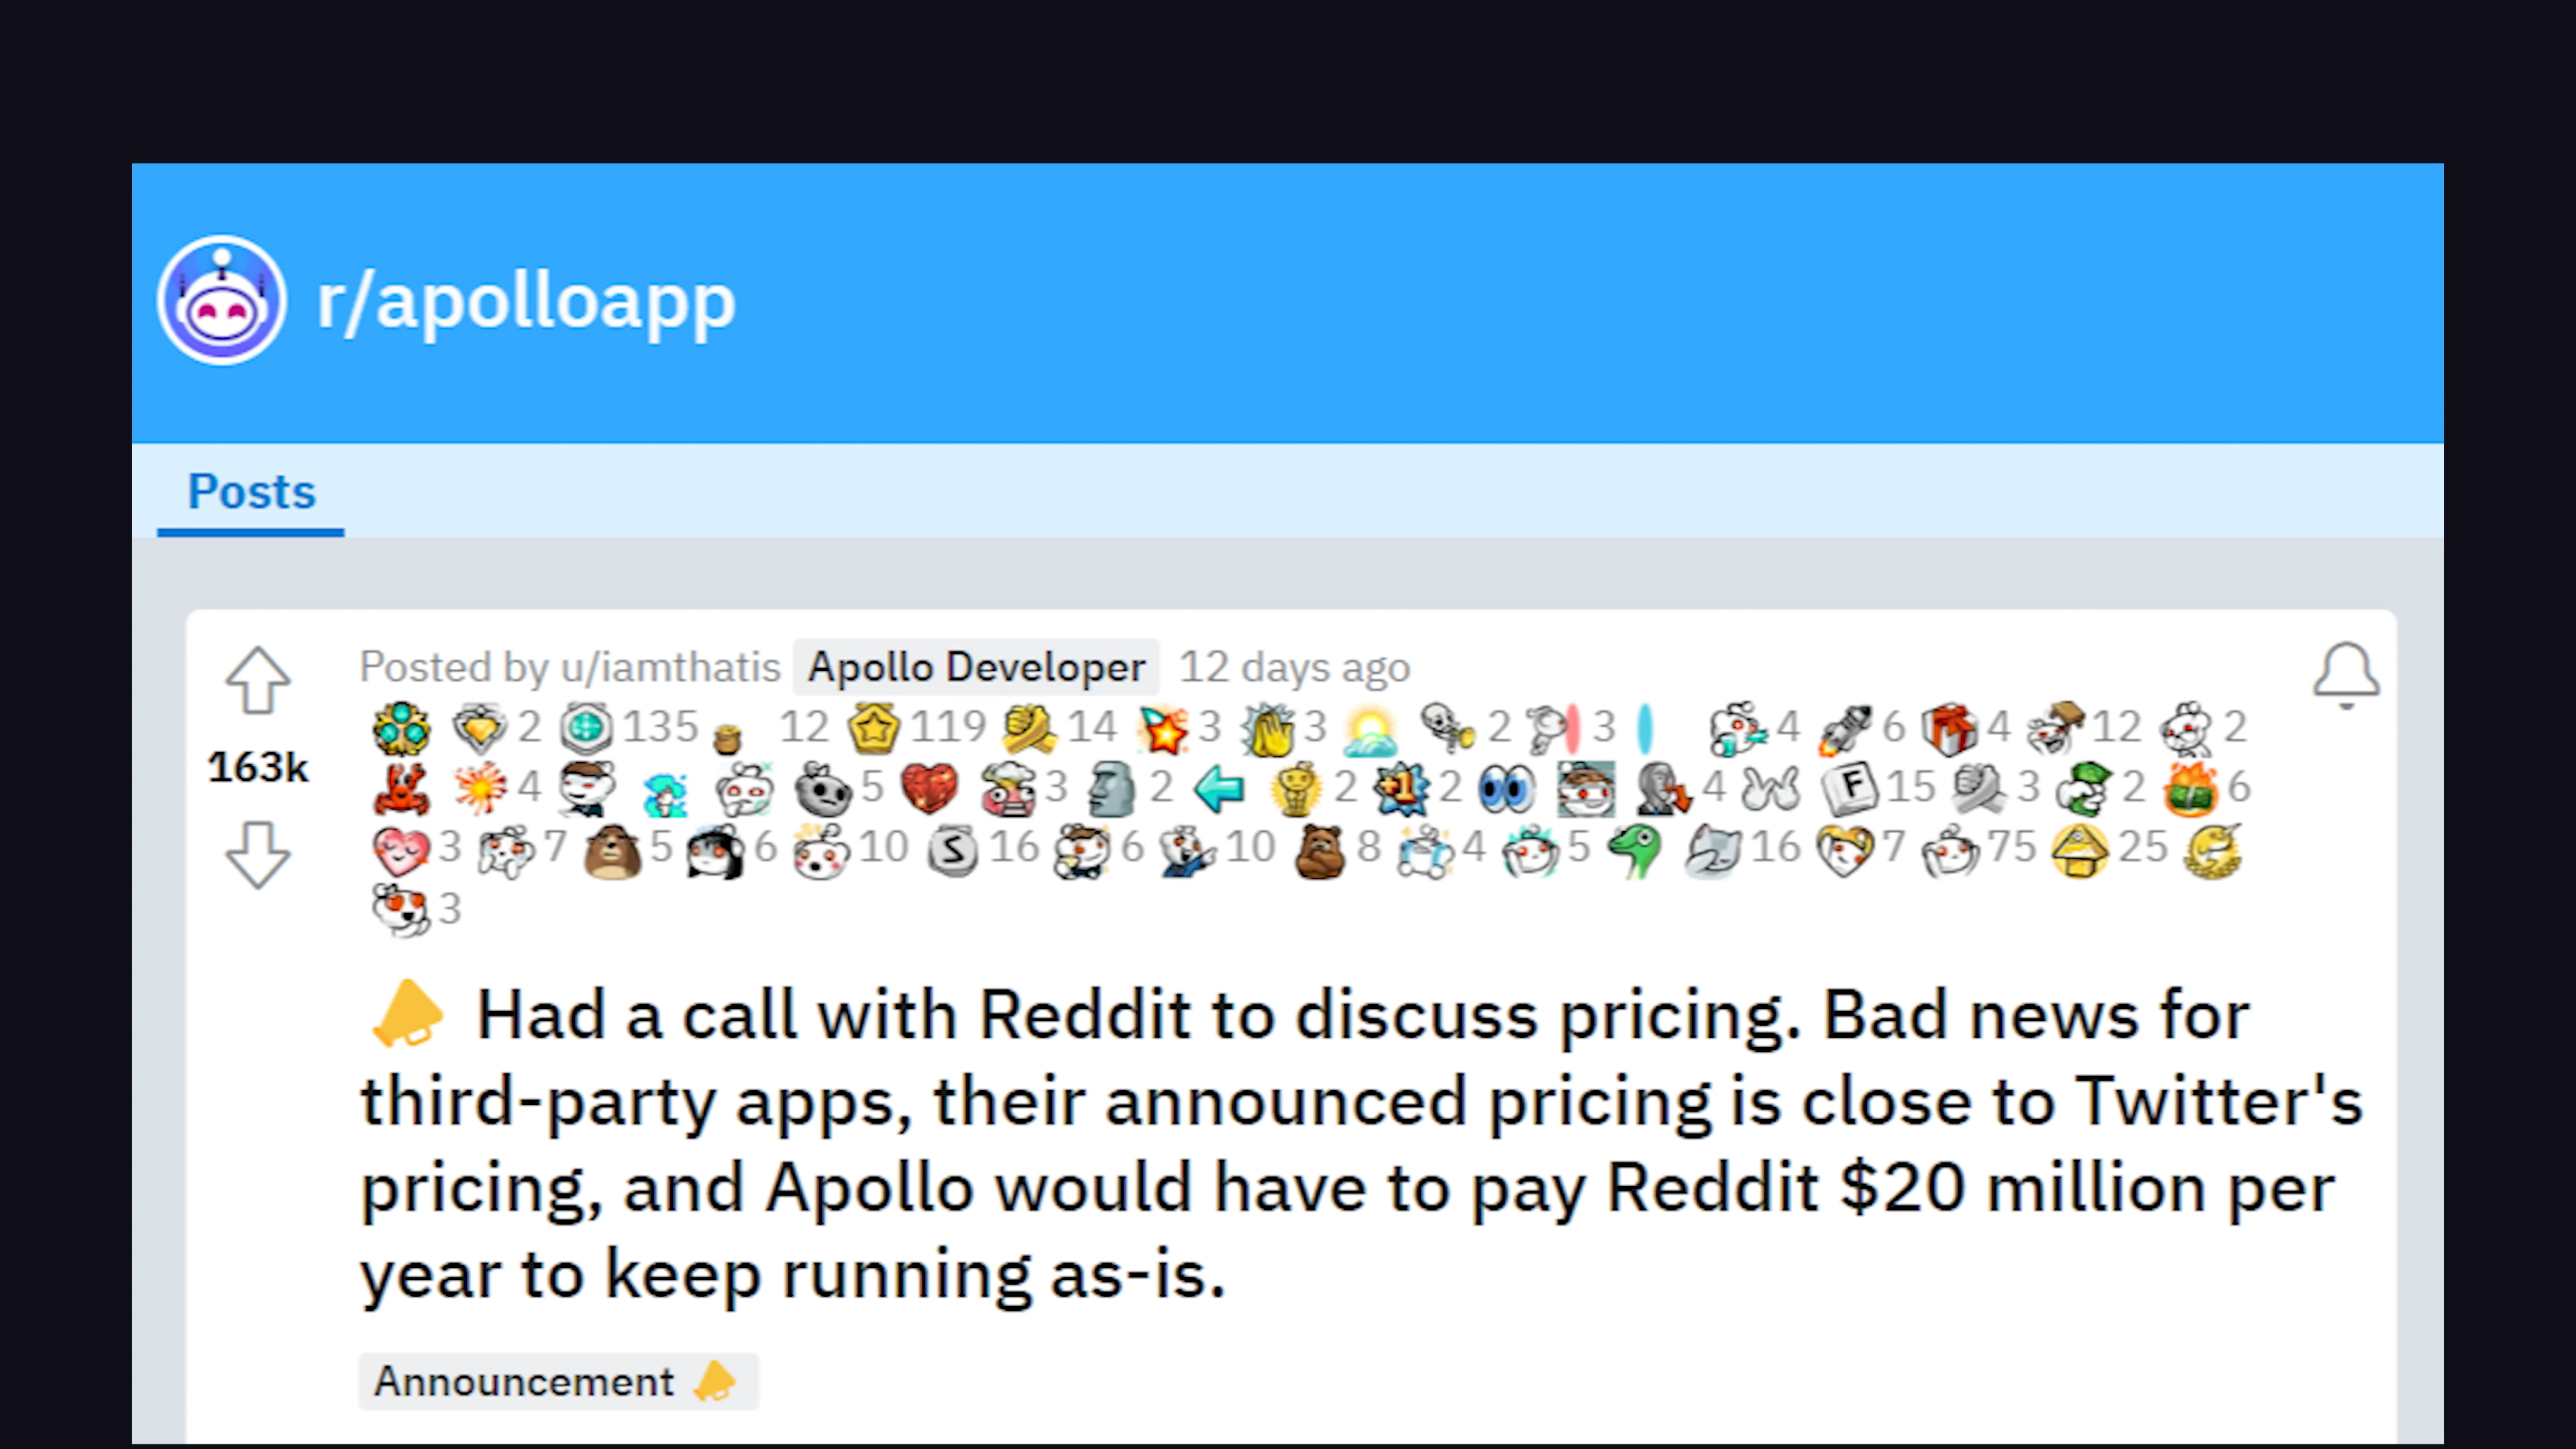 r/apolloapp
Posts
Posted by u/iamthatis Apollo Developer 12 days ago
2 135 12 119 14 3 3 2 3 4 6 4 12 2
163k
4 5 3 2 2 +1 2 4 F 15 3 2 6
3 7 5 6 10 S 16 6 10 8 4 5 16 7 75 25
3
Had a call with Reddit to discuss pricing. Bad news for
third-party apps, their announced pricing is close to Twitter's
pricing, and Apollo would have to pay Reddit $20 million per
year to keep running as-is.
Announcement